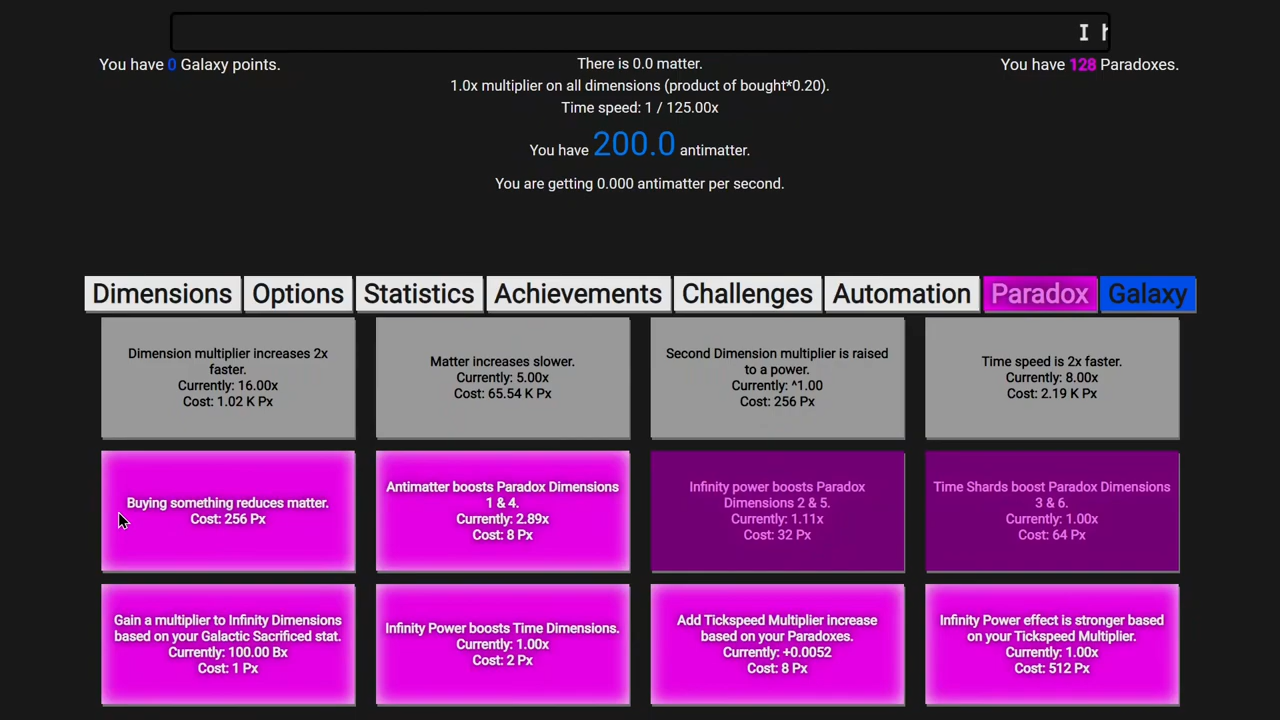 I h
You have 0 Galaxy points.
There is 0.0 matter.
You have 128 Paradoxes.
1.0x multiplier on all dimensions (product of bought*0.20).
Time speed: 1 / 125.00x
You have 200.0 antimatter.
You are getting 0.000 antimatter per second.
Dimensions Options Statistics Achievements Challenges Automation Paradox Galaxy
Dimension multiplier increases 2x
faster.
Currently: 16.00x
Cost: 1.02 K Px
Matter increases slower.
Currently: 5.00x
Cost: 65.54 K Px
Second Dimension multiplier is raised
to a power.
Currently: ^1.00
Cost: 256 Px
Time speed is 2x faster.
Currently: 8.00x
Cost: 2.19 K Px
Buying something reduces matter.
Cost: 256 Px
Antimatter boosts Paradox Dimensions
1 & 4.
Currently: 2.89x
Cost: 8 Px
Infinity power boosts Paradox
Dimensions 2 & 5.
Currently: 1.11x
Cost: 32 Px
Time Shards boost Paradox Dimensions
3 & 6.
Currently: 1.00x
Cost: 64 Px
Gain a multiplier to Infinity Dimensions
based on your Galactic Sacrificed stat.
Currently: 100.00 Bx
Cost: 1 Px
Infinity Power boosts Time Dimensions.
Currently: 1.00x
Cost: 2 Px
Add Tickspeed Multiplier increase
based on your Paradoxes.
Currently: +0.0052
Cost: 8 Px
Infinity Power effect is stronger based
on your Tickspeed Multiplier.
Currently: 1.00x
Cost: 512 Px